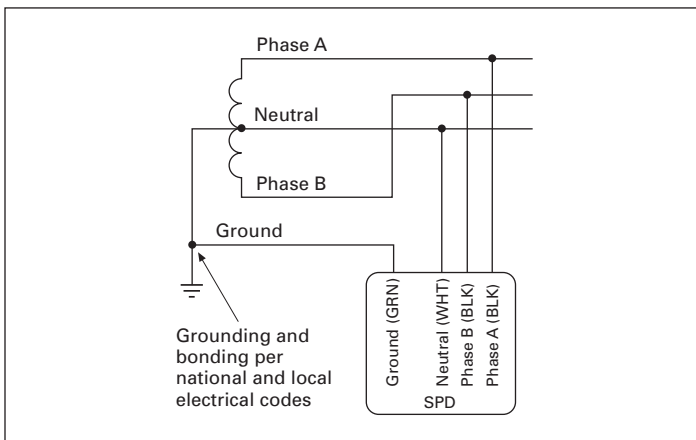 Phase A
Neutral
Phase B
Ground
Grounding and
bonding per
national and local
electrical codes
Ground (GRN)
Neutral (WHT)
Phase B (BLK)
Phase A (BLK)
SPD